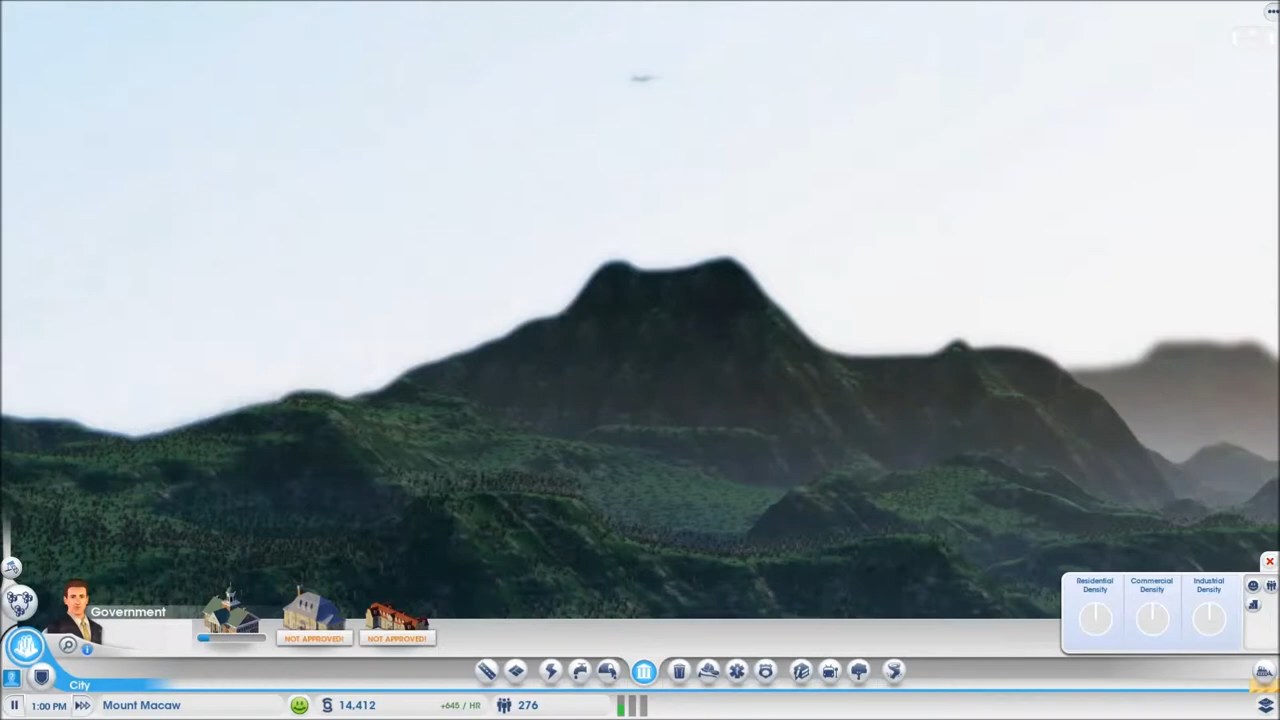 Residential Density
Commercial Density
Industrial Density
Government
NOT APPROVED!
NOT APPROVED!
City
1:00 PM
Mount Macaw
14,412
+645 / HR
276